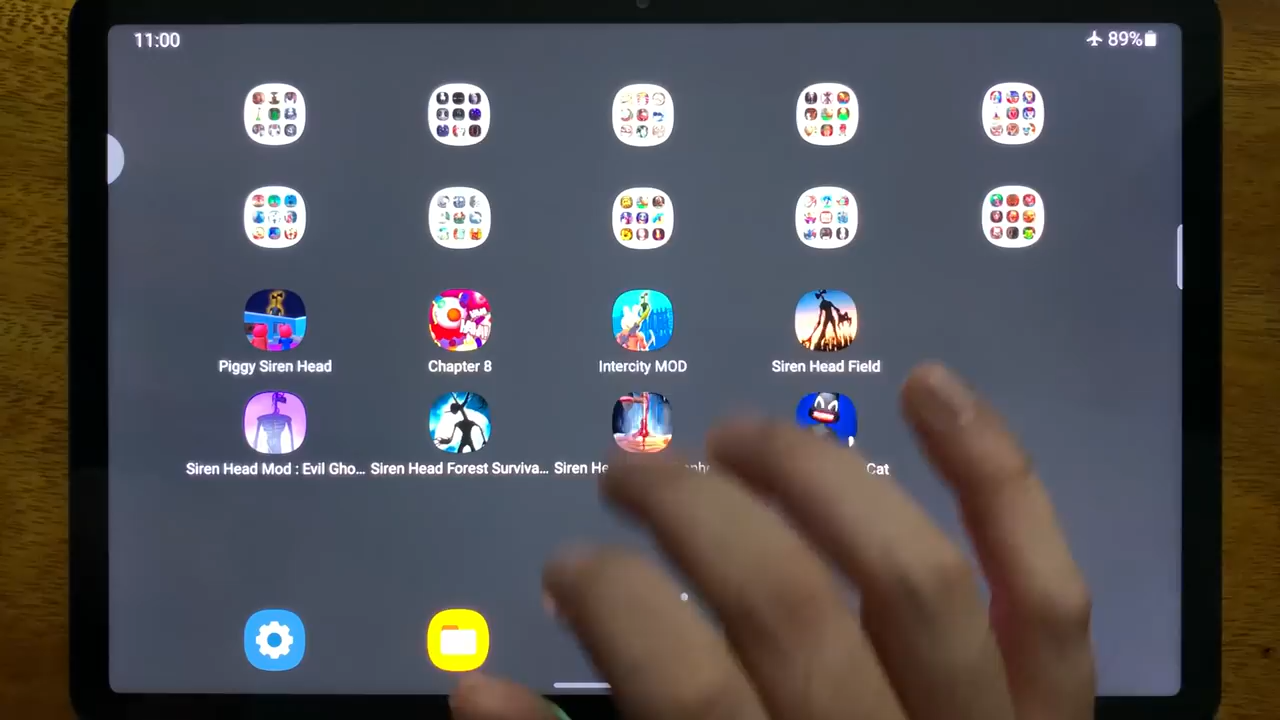 11:00
89%
Piggy Siren Head
Chapter 8
Intercity MOD
Siren Head Field
Siren Head Mod : Evil Gho...
Siren Head Forest Surviva...
Siren
Cat